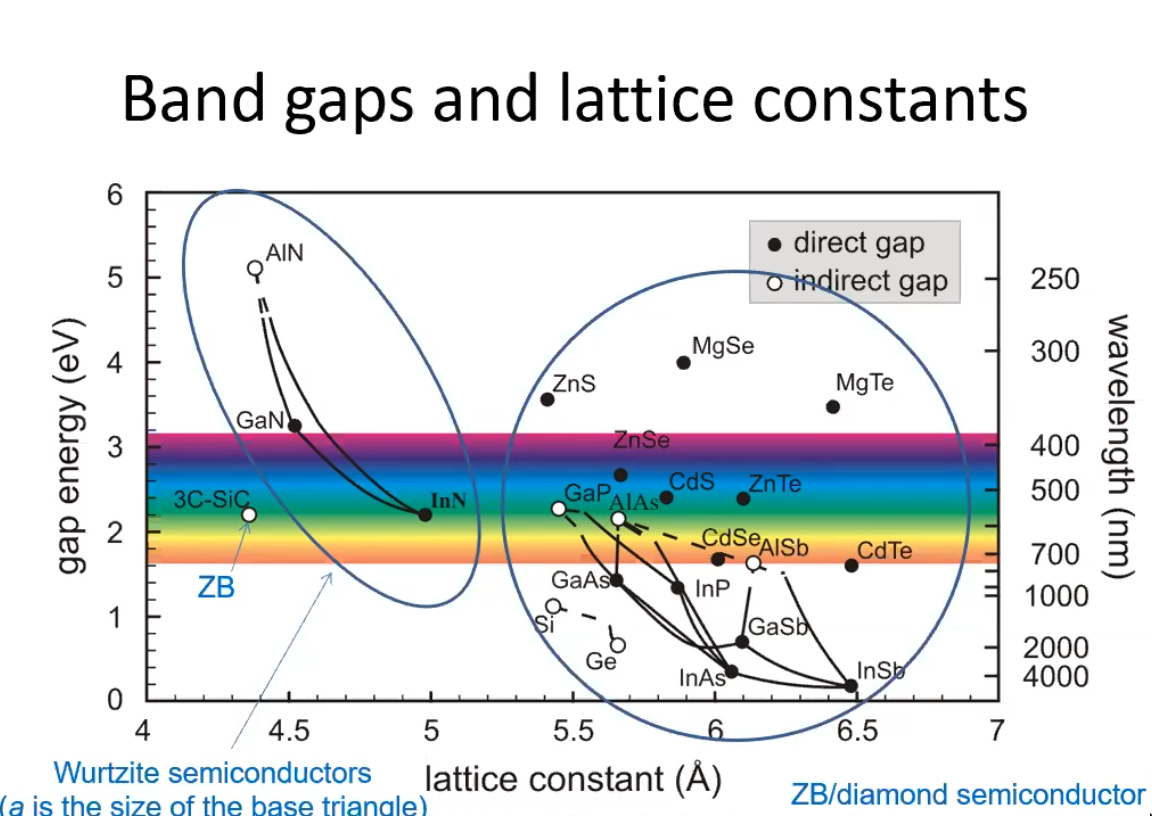 Band gaps and lattice constants
6
5
4
3
2
1
0
gap energy (eV)
direct gap
indirect gap
AlN
GaN
3C-SiC
InN
ZB
ZnS
MgSe
MgTe
ZnSe
CdS
ZnTe
GaP
AlAs
CdSe
AlSb
CdTe
GaAs
InP
Si
Ge
GaSb
InAs
InSb
250
300
400
500
700
1000
2000
4000
wavelength (nm)
4 4.5 5 5.5 6 6.5 7
lattice constant (Å)
Wurtzite semiconductors
(a is the size of the base triangle)
ZB/diamond semiconductor